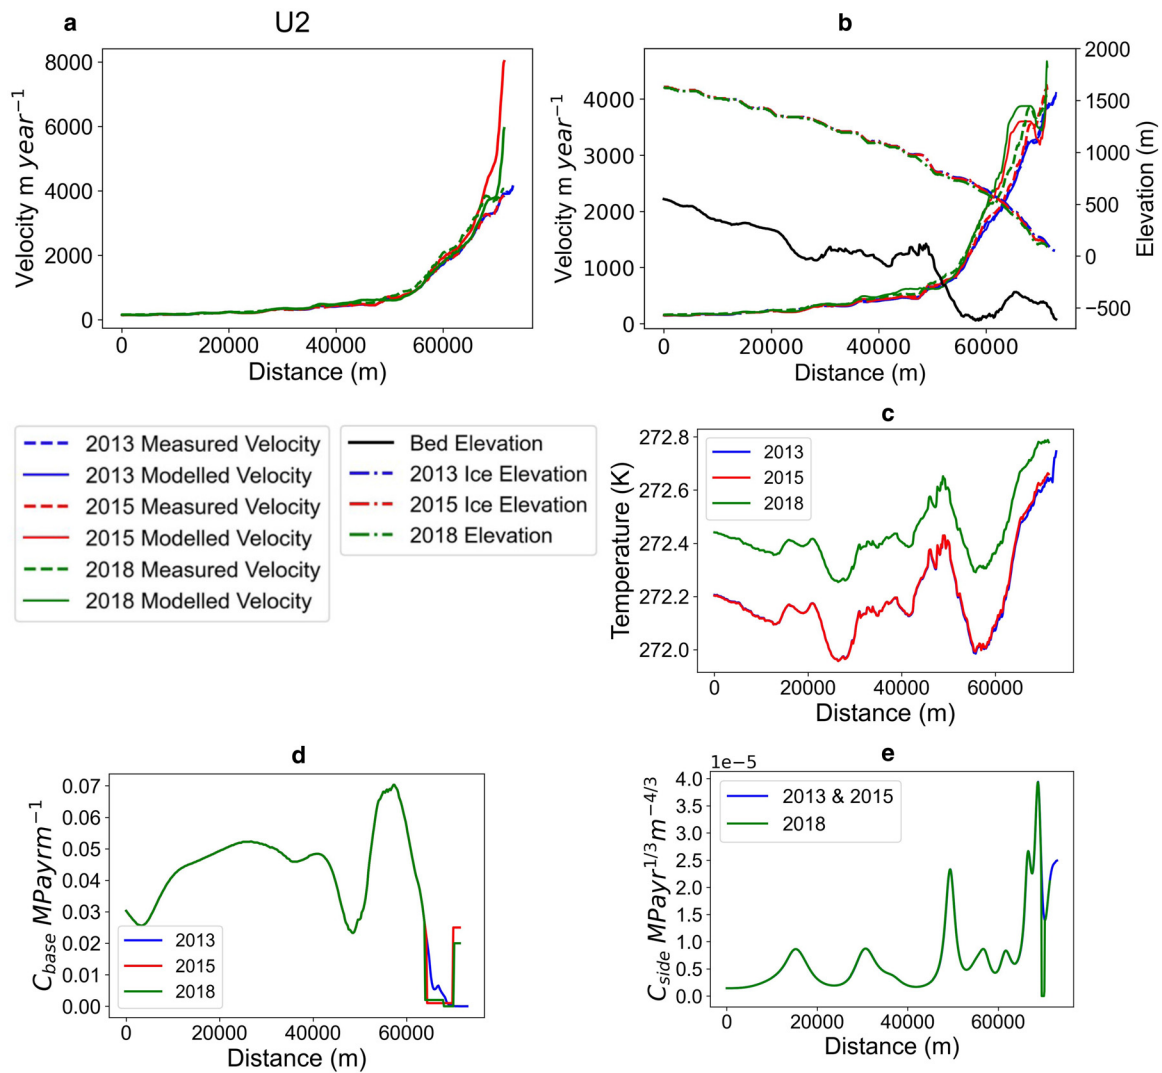 a
U2
b
Velocity m year⁻¹
8000
6000
4000
2000
0
0
20000
40000
60000
Distance (m)
Velocity m year⁻¹
4000
3000
2000
1000
0
0
20000
40000
60000
Distance (m)
2000
1500
1000
500
0
−500
Elevation (m)
2013 Measured Velocity
2013 Modelled Velocity
2015 Measured Velocity
2015 Modelled Velocity
2018 Measured Velocity
2018 Modelled Velocity
Bed Elevation
2013 Ice Elevation
2015 Ice Elevation
2018 Elevation
c
Temperature (K)
272.8
272.6
272.4
272.2
272.0
2013
2015
2018
0
20000
40000
60000
Distance (m)
d
C_base MPayrm⁻¹
0.07
0.06
0.05
0.04
0.03
0.02
0.01
0.00
2013
2015
2018
0
20000
40000
60000
Distance (m)
e
1e−5
C_side MPayr^1/3 m^−4/3
4.0
3.5
3.0
2.5
2.0
1.5
1.0
0.5
0.0
2013 & 2015
2018
0
20000
40000
60000
Distance (m)